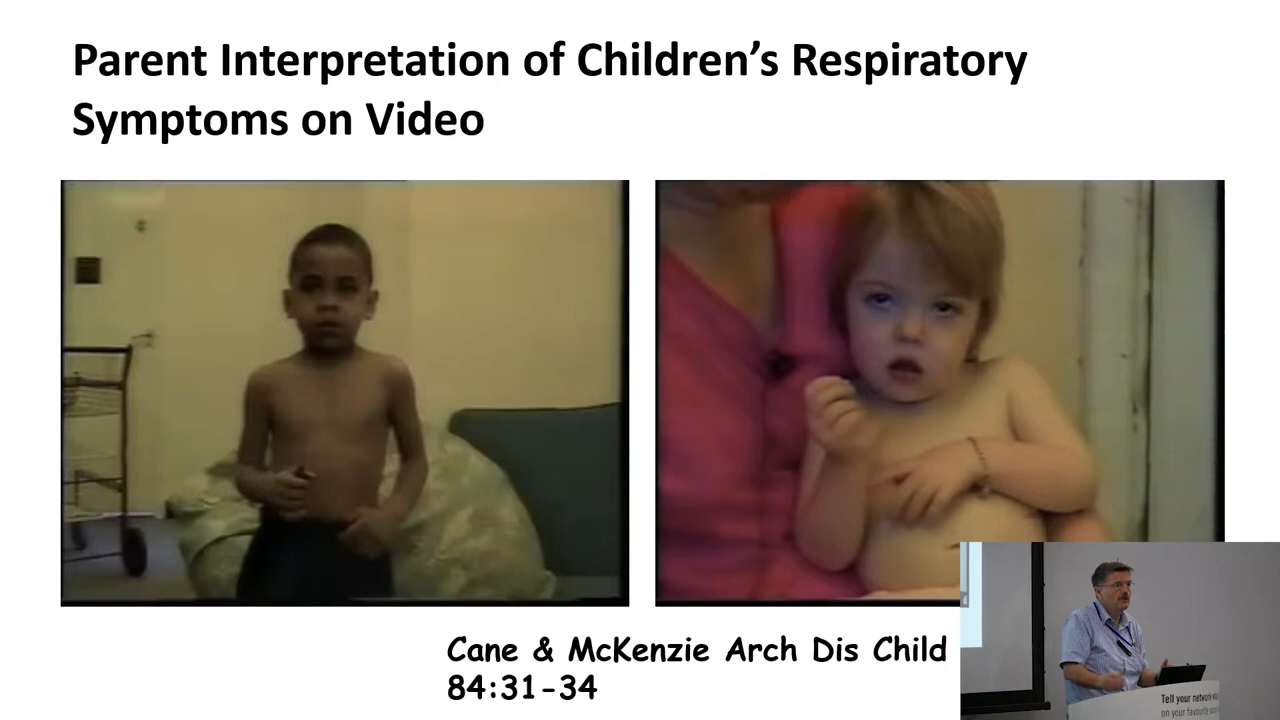 Parent Interpretation of Children’s Respiratory
Symptoms on Video
Cane & McKenzie Arch Dis Child
84:31-34
Tell your network
on your favourite